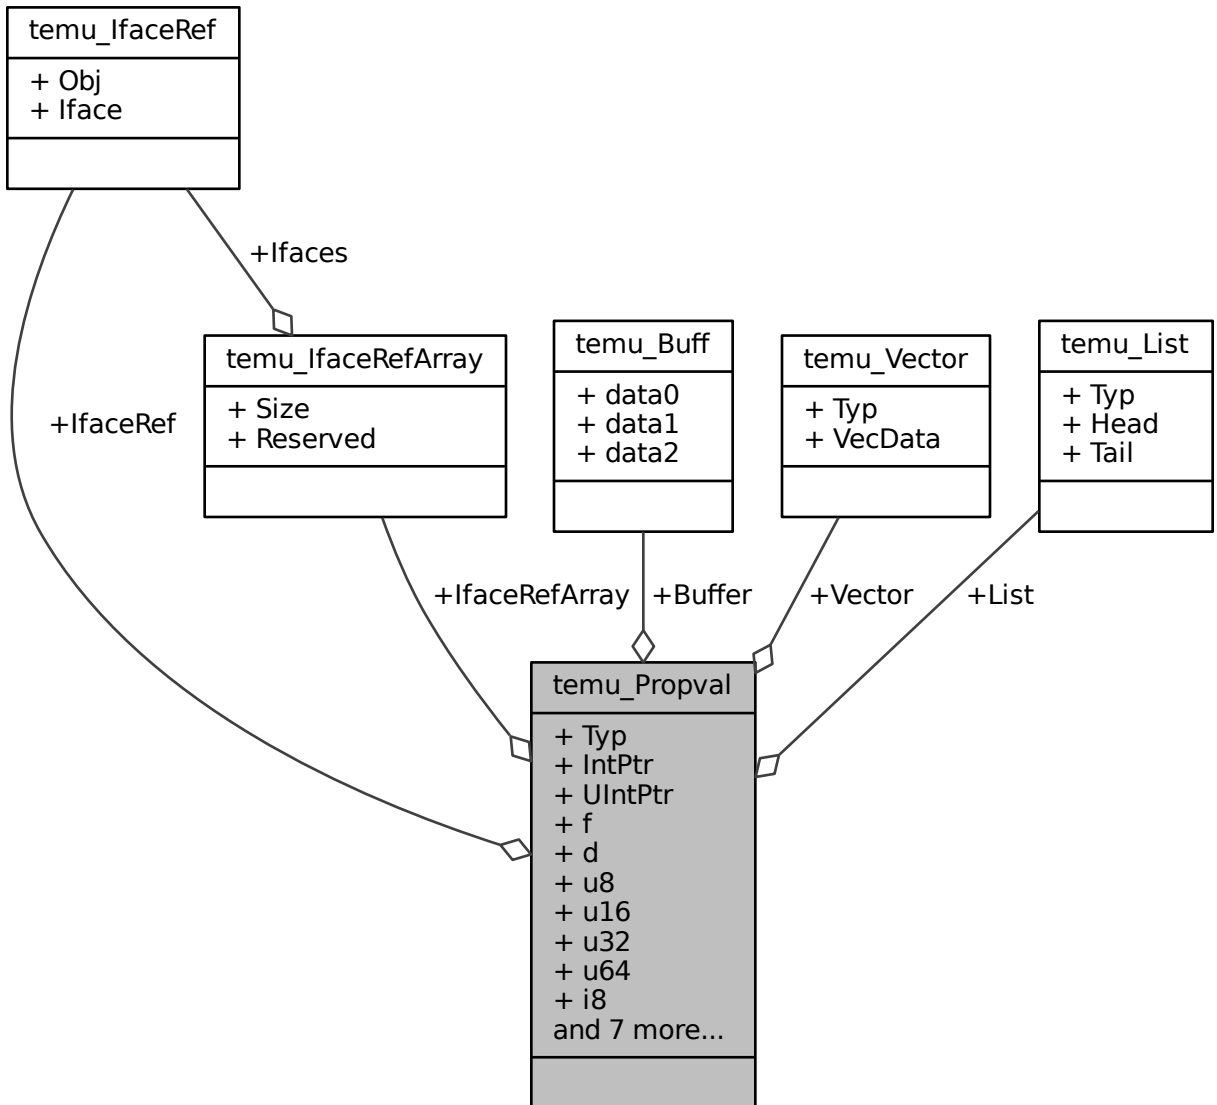 temu_IfaceRef
+ Obj
+ Iface
+Ifaces
temu_IfaceRefArray
+ Size
+ Reserved
temu_Buff
+ data0
+ data1
+ data2
temu_Vector
+ Typ
+ VecData
temu_List
+ Typ
+ Head
+ Tail
+IfaceRef
+IfaceRefArray
+Buffer
+Vector
+List
temu_Propval
+ Typ
+ IntPtr
+ UIntPtr
+ f
+ d
+ u8
+ u16
+ u32
+ u64
+ i8
and 7 more...